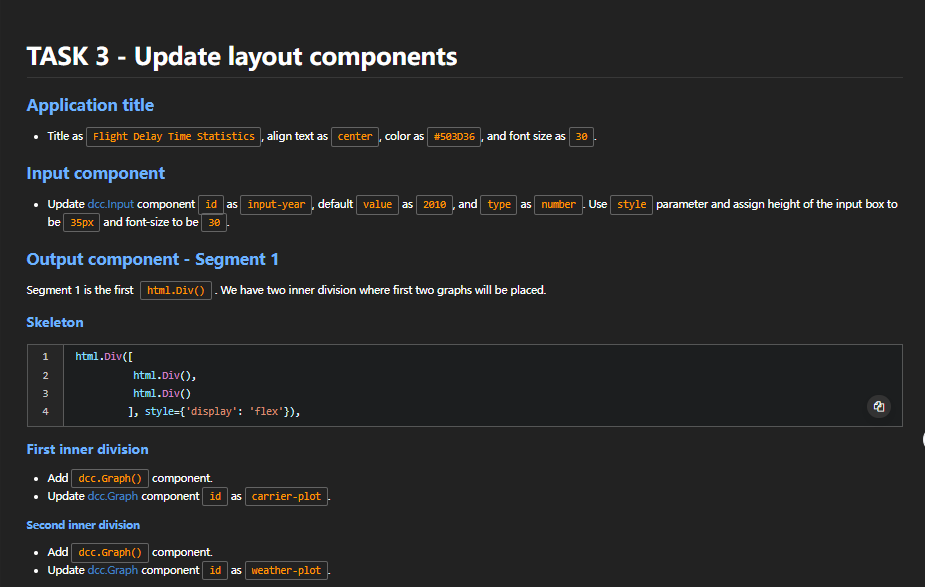 TASK 3 - Update layout components
Application title
• Title as Flight Delay Time Statistics, align text as center, color as #503D36, and font size as 30.
Input component
• Update dcc.Input component id as input-year, default value as 2010, and type as number. Use style parameter and assign height of the input box to
be 35px and font-size to be 30.
Output component - Segment 1
Segment 1 is the first html.Div() . We have two inner division where first two graphs will be placed.
Skeleton
1 html.Div([
2 html.Div(),
3 html.Div()
4 ], style={'display': 'flex'}),
First inner division
• Add dcc.Graph() component.
• Update dcc.Graph component id as carrier-plot.
Second inner division
• Add dcc.Graph() component.
• Update dcc.Graph component id as weather-plot.